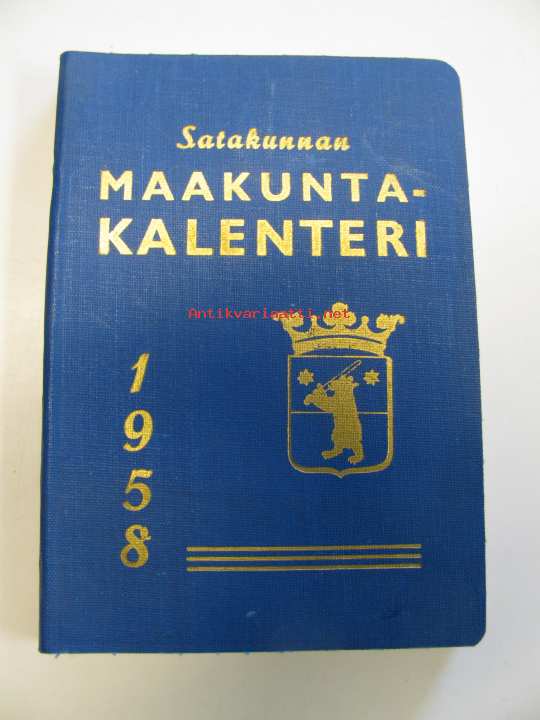 Satakunnan
MAAKUNTA-
KALENTERI
Antikvariaatti.net
1
9
5
8